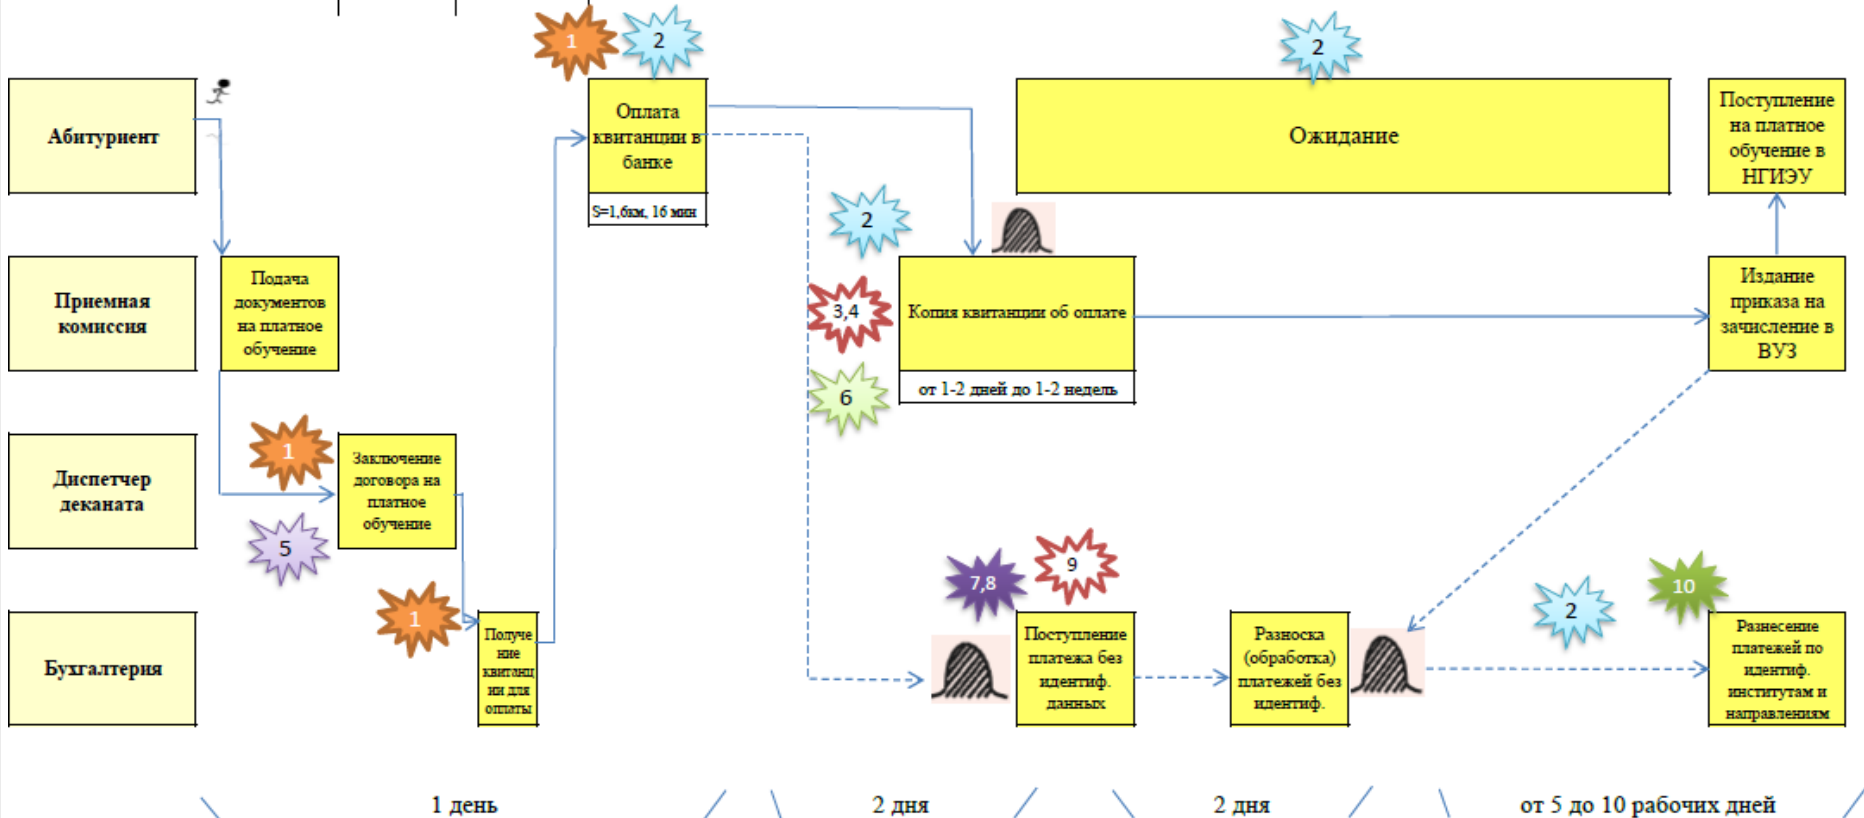 1
2
2
Абитуриент
Оплата
квитанции в
банке
S=1,6км, 16 мин
Ожидание
Поступление
на платное
обучение в
НГИЭУ
Приемная
комиссия
Подача
документов
на платное
обучение
2
3,4
6
Копия квитанции об оплате
от 1-2 дней до 1-2 недель
Издание
приказа на
зачисление в
ВУЗ
Диспетчер
деканата
1
5
Заключение
договора на
платное
обучение
Бухгалтерия
1
Получе
ние
квитанц
ии для
оплаты
7,8
9
Поступление
платежа без
идентиф.
данных
Разноска
(обработка)
платежей без
идентиф.
2
10
Разнесение
платежей по
идентиф.
институтам и
направлениям
1 день
2 дня
2 дня
от 5 до 10 рабочих дней